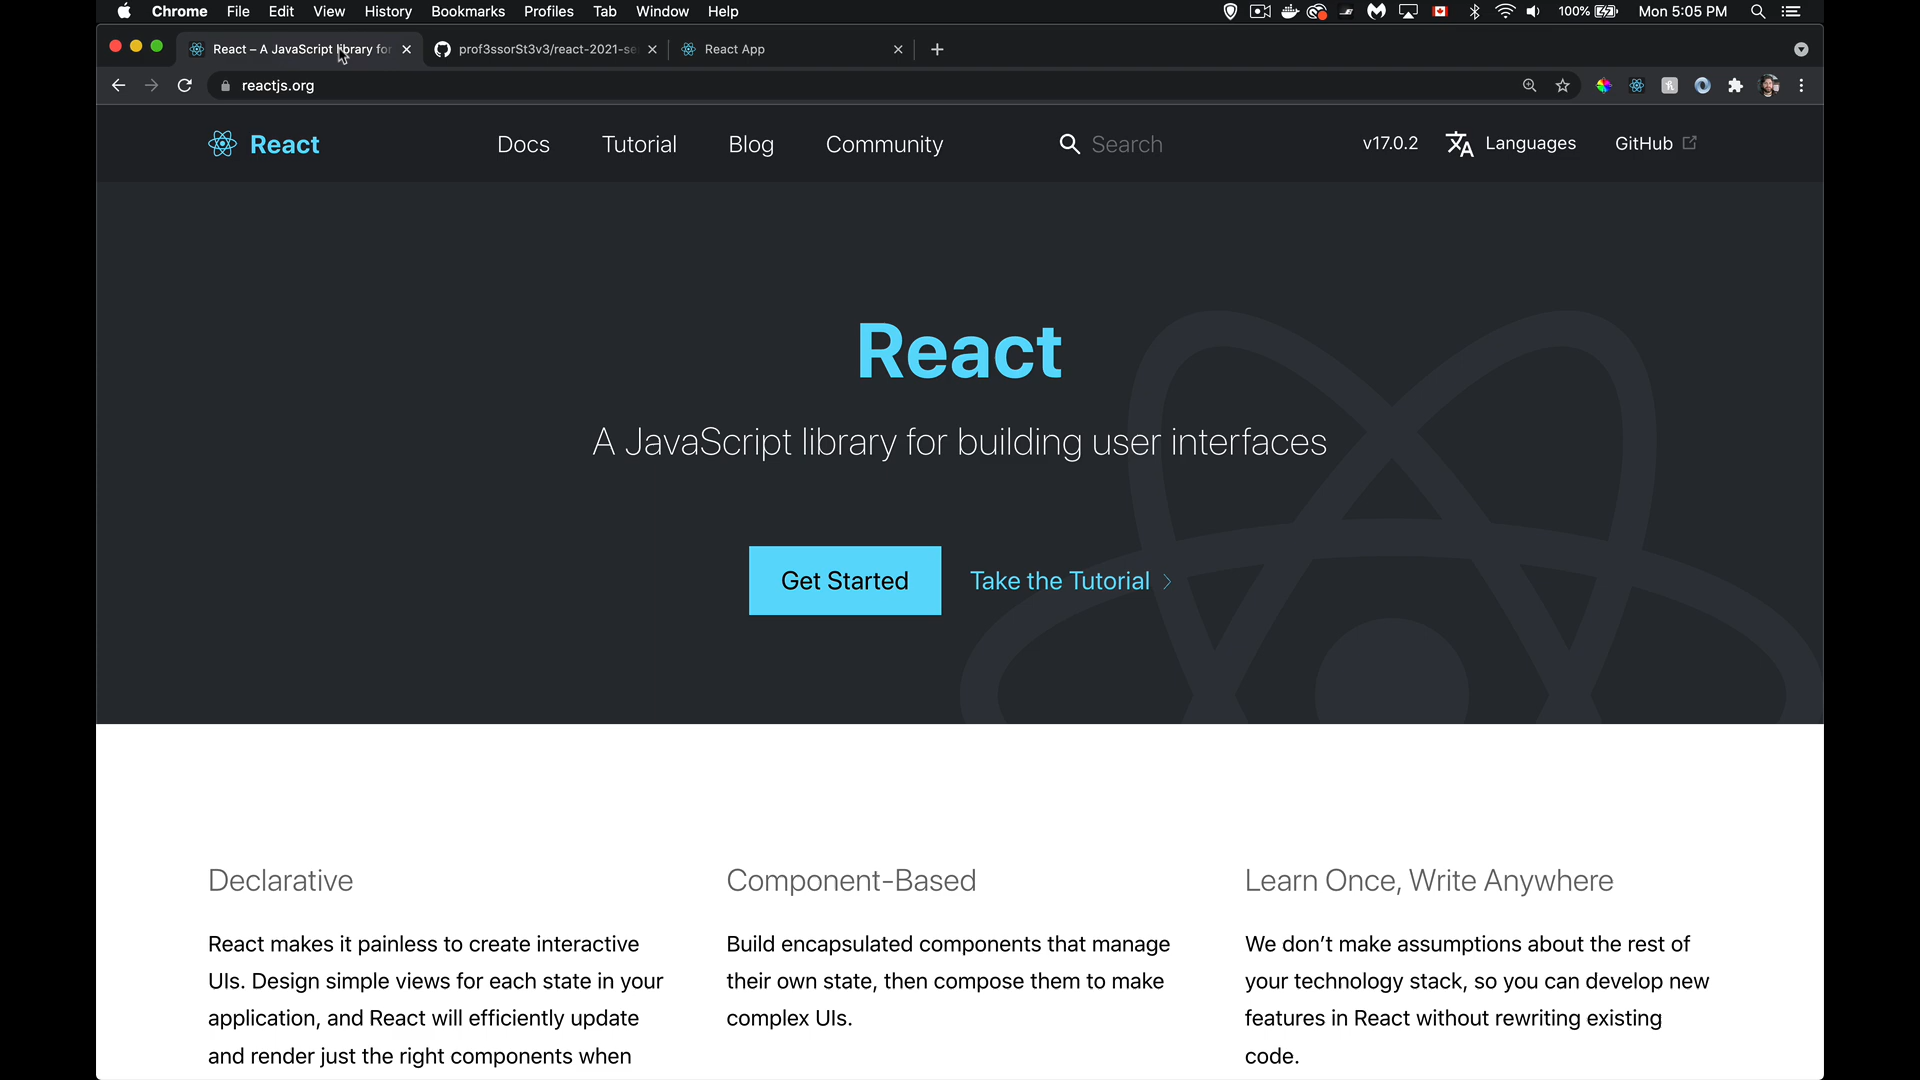 Chrome File Edit View History Bookmarks Profiles Tab Window Help 100% Mon 5:05 PM
React – A JavaScript library for prof3ssorSt3v3/react-2021-se React App
reactjs.org
React Docs Tutorial Blog Community Search v17.0.2 Languages GitHub
React
A JavaScript library for building user interfaces
Get Started Take the Tutorial
Declarative Component-Based Learn Once, Write Anywhere
React makes it painless to create interactive
UIs. Design simple views for each state in your
application, and React will efficiently update
and render just the right components when
Build encapsulated components that manage
their own state, then compose them to make
complex UIs.
We don’t make assumptions about the rest of
your technology stack, so you can develop new
features in React without rewriting existing
code.